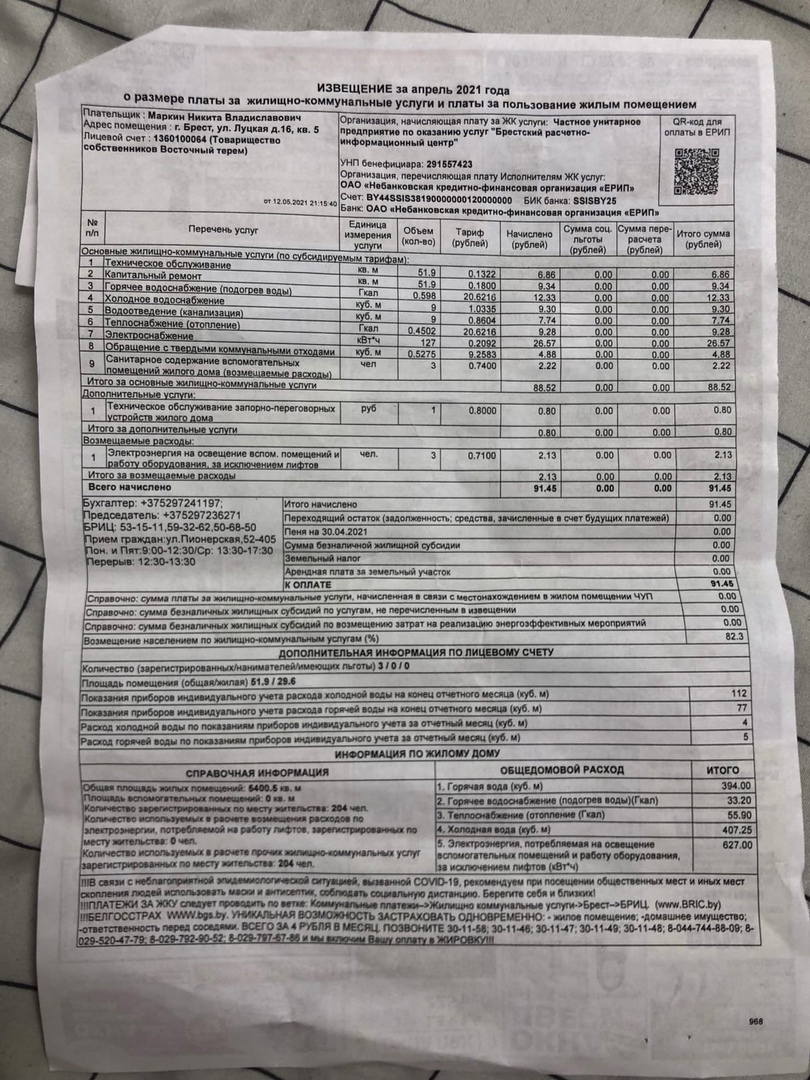 ИЗВЕЩЕНИЕ за апрель 2021 года
о размере платы за жилищно-коммунальные услуги и платы за пользование жилым помещением
Плательщик : Маркин Никита Владиславович
Адрес помещения : г. Брест, ул. Луцкая д.16, кв. 5
Лицевой счет : 1360100064 (Товарищество
собственников Восточный терем)
от 12.05.2021 21:15:40
Организация, начисляющая плату за ЖК услуги: Частное унитарное
предприятие по оказанию услуг "Брестский расчетно-
информационный центр"
УНП бенефициара: 291557423
Организация, перечисляющая плату Исполнителям ЖК услуг:
ОАО «Небанковская кредитно-финансовая организация «ЕРИП»
Счет: BY44SSIS38190000000120000000 БИК банка: SSISBY25
Банк: ОАО «Небанковская кредитно-финансовая организация «ЕРИП»
QR-код для
оплаты в ЕРИП
№ п/п Перечень услуг Единица измерения услуги Объем (кол-во) Тариф (рублей) Начислено (рублей) Сумма соц. льготы (рублей) Сумма пере-расчета (рублей) Итого сумма (рублей)
Основные жилищно-коммунальные услуги (по субсидируемым тарифам):
1 Техническое обслуживание кв. м 51.9 0.1322 6.86 0.00 0.00 6.86
2 Капитальный ремонт кв. м 51.9 0.1800 9.34 0.00 0.00 9.34
3 Горячее водоснабжение (подогрев воды) Гкал 0.598 20.6216 12.33 0.00 0.00 12.33
4 Холодное водоснабжение куб. м 9 1.0335 9.30 0.00 0.00 9.30
5 Водоотведение (канализация) куб. м 9 0.8604 7.74 0.00 0.00 7.74
6 Теплоснабжение (отопление) Гкал 0.4502 20.6216 9.28 0.00 0.00 9.28
7 Электроснабжение кВт*ч 127 0.2092 26.57 0.00 0.00 26.57
8 Обращение с твердыми коммунальными отходами куб. м 0.5275 9.2583 4.88 0.00 0.00 4.88
9 Санитарное содержание вспомогательных чел 3 0.7400 2.22 0.00 0.00 2.22
помещений жилого дома (возмещаемые расходы)
Итого за основные жилищно-коммунальные услуги 88.52 0.00 0.00 88.52
Дополнительные услуги:
1 Техническое обслуживание запорно-переговорных руб 1 0.8000 0.80 0.00 0.00 0.80
устройств жилого дома
Итого за дополнительные услуги 0.80 0.00 0.00 0.80
Возмещаемые расходы:
1 Электроэнергия на освещение вспом. помещений и чел. 3 0.7100 2.13 0.00 0.00 2.13
работу оборудования, за исключением лифтов
Итого за возмещаемые расходы 2.13 0.00 0.00 2.13
Всего начислено 91.45 0.00 0.00 91.45
Бухгалтер: +375297241197;
Председатель: +375297236271
БРИЦ: 53-15-11,59-32-62,50-68-50
Прием граждан:ул.Пионерская,52-405
Пон. и Пят:9:00-12:30/Ср: 13:30-17:30
Перерыв: 12:30-13:30
Итого начислено 91.45
Переходящий остаток (задолженность; средства, зачисленные в счет будущих платежей) 0.00
Пеня на 30.04.2021 0.00
Сумма безналичной жилищной субсидии 0.00
Земельный налог 0.00
Арендная плата за земельный участок 0.00
К ОПЛАТЕ 91.45
Справочно: сумма платы за жилищно-коммунальные услуги, начисленная в связи с местонахождением в жилом помещении ЧУП 0.00
Справочно: сумма безналичных жилищных субсидий по услугам, не перечисленным в извещении 0.00
Справочно: сумма безналичных жилищных субсидий по возмещению затрат на реализацию энергоэффективных мероприятий 0.00
Возмещение населением по жилищно-коммунальным услугам (%) 82.3
ДОПОЛНИТЕЛЬНАЯ ИНФОРМАЦИЯ ПО ЛИЦЕВОМУ СЧЕТУ
Количество (зарегистрированных/нанимателей/имеющих льготы) 3 / 0 / 0
Площадь помещения (общая/жилая) 51.9 / 29.6
Показания приборов индивидуального учета расхода холодной воды на конец отчетного месяца (куб. м) 112
Показания приборов индивидуального учета расхода горячей воды на конец отчетного месяца (куб. м) 77
Расход холодной воды по показаниям приборов индивидуального учета за отчетный месяц (куб. м) 4
Расход горячей воды по показаниям приборов индивидуального учета за отчетный месяц (куб. м) 5
ИНФОРМАЦИЯ ПО ЖИЛОМУ ДОМУ
СПРАВОЧНАЯ ИНФОРМАЦИЯ
Общая площадь жилых помещений: 5400.5 кв. м
Площадь вспомогательных помещений: 0 кв. м
Количество зарегистрированных по месту жительства: 204 чел.
Количество используемых в расчете возмещения расходов по
электроэнергии, потребляемой на работу лифтов, зарегистрированных по
месту жительства: 0 чел.
Количество используемых в расчете прочих жилищно-коммунальных услуг
зарегистрированных по месту жительства: 204 чел.
ОБЩЕДОМОВОЙ РАСХОД ИТОГО
1. Горячая вода (куб. м) 394.00
2. Горячее водоснабжение (подогрев воды)(Гкал) 33.20
3. Теплоснабжение (отопление (Гкал) 55.90
4. Холодная вода (куб. м) 407.25
5. Электроэнергия, потребляемая на освещение 627.00
вспомогательных помещений и работу оборудования,
за исключением лифтов (кВт*ч)
!!!В связи с неблагоприятной эпидемиологической ситуацией, вызванной COVID-19, рекомендуем при посещении общественных мест и иных мест
скопления людей использовать маски и антисептик, соблюдать социальную дистанцию. Берегите себя и близких!
!!!ПЛАТЕЖИ ЗА ЖКУ следует проводить по ветке: Коммунальные платежи->Жилищно коммунальные услуги->Брест->БРИЦ. (www.BRIC.by)
!!!БЕЛГОССТРАХ WWW.bgs.by. УНИКАЛЬНАЯ ВОЗМОЖНОСТЬ ЗАСТРАХОВАТЬ ОДНОВРЕМЕННО: - жилое помещение; -домашнее имущество;
-ответственность перед соседями. ВСЕГО ЗА 4 РУБЛЯ В МЕСЯЦ. ПОЗВОНИТЕ 30-11-58; 30-11-46; 30-11-47; 30-11-49; 30-11-48; 8-044-744-88-09; 8-
029-520-47-79; 8-029-792-90-52; 8-029-797-67-86 и мы включим Вашу оплату в ЖИРОВКУ!!!
968